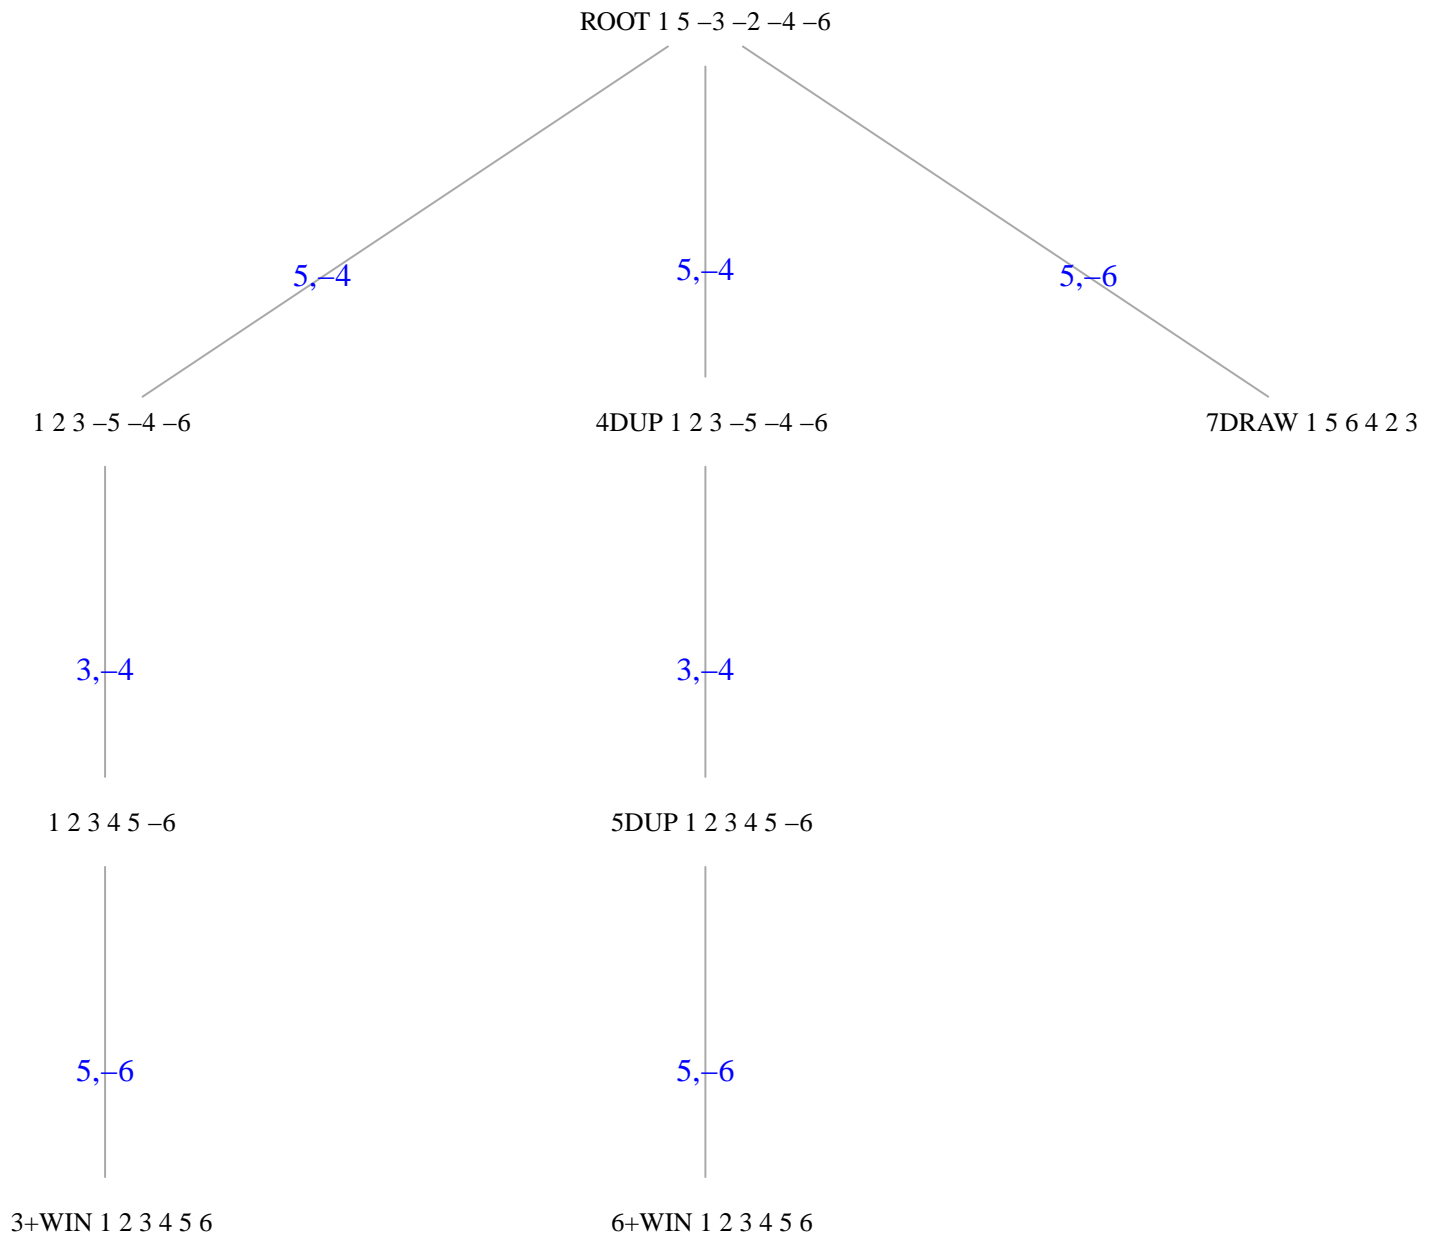 ROOT 1 5 –3 –2 –4 –6
5,–4
5,–4
5,–6
1 2 3 –5 –4 –6
4DUP 1 2 3 –5 –4 –6
7DRAW 1 5 6 4 2 3
3,–4
3,–4
1 2 3 4 5 –6
5DUP 1 2 3 4 5 –6
5,–6
5,–6
3+WIN 1 2 3 4 5 6
6+WIN 1 2 3 4 5 6